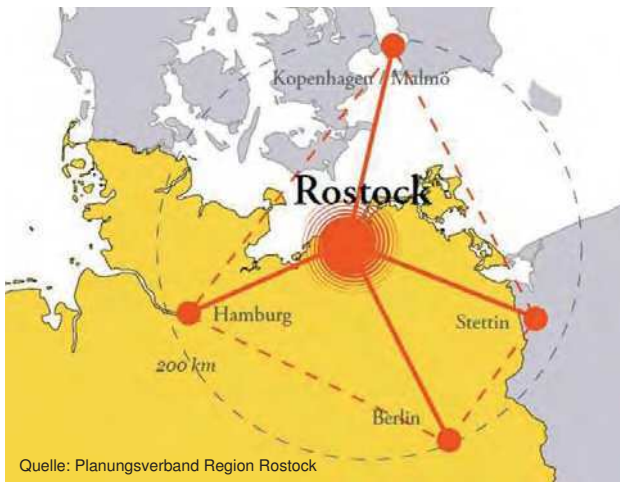 Kopenhagen / Malmö
Rostock
Hamburg
Stettin
200 km
Berlin
Quelle: Planungsverband Region Rostock